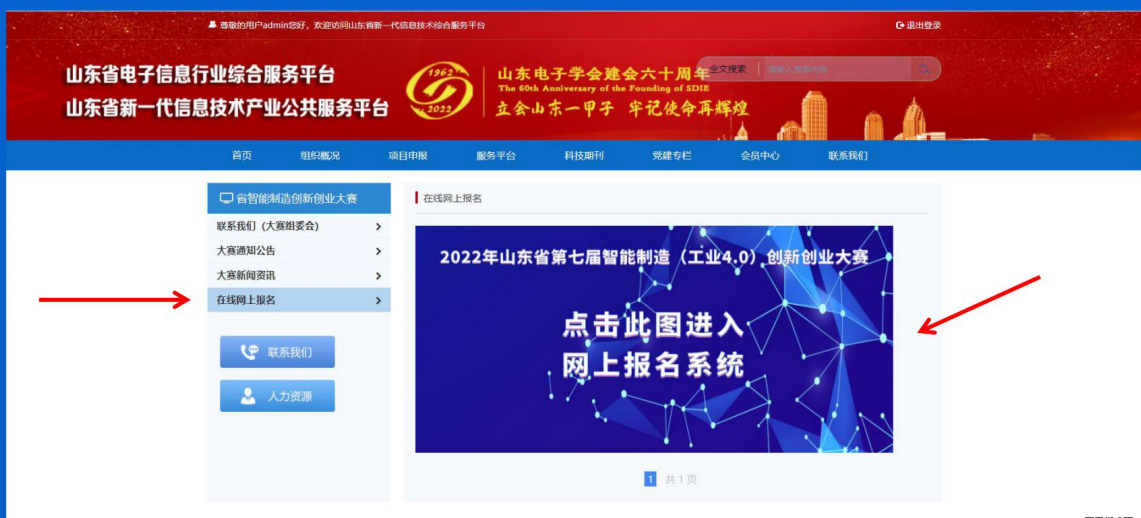 尊敬的用户admin您好，欢迎访问山东省新一代信息技术综合服务平台
退出登录
山东省电子信息行业综合服务平台
山东省新一代信息技术产业公共服务平台
1962
2022
山东电子学会建会六十周年
The 60th Anniversary of the Founding of SDIE
立会山东一甲子 牢记使命再辉煌
全文搜索 请输入搜索内容
首页 组织概况 项目申报 服务平台 科技期刊 党建专栏 会员中心 联系我们
省智能制造创新创业大赛
联系我们（大赛组委会）
大赛通知公告
大赛新闻资讯
在线网上报名
联系我们
人力资源
在线网上报名
2022年山东省第七届智能制造（工业4.0）创新创业大赛
点击此图进入
网上报名系统
1 共 1 页